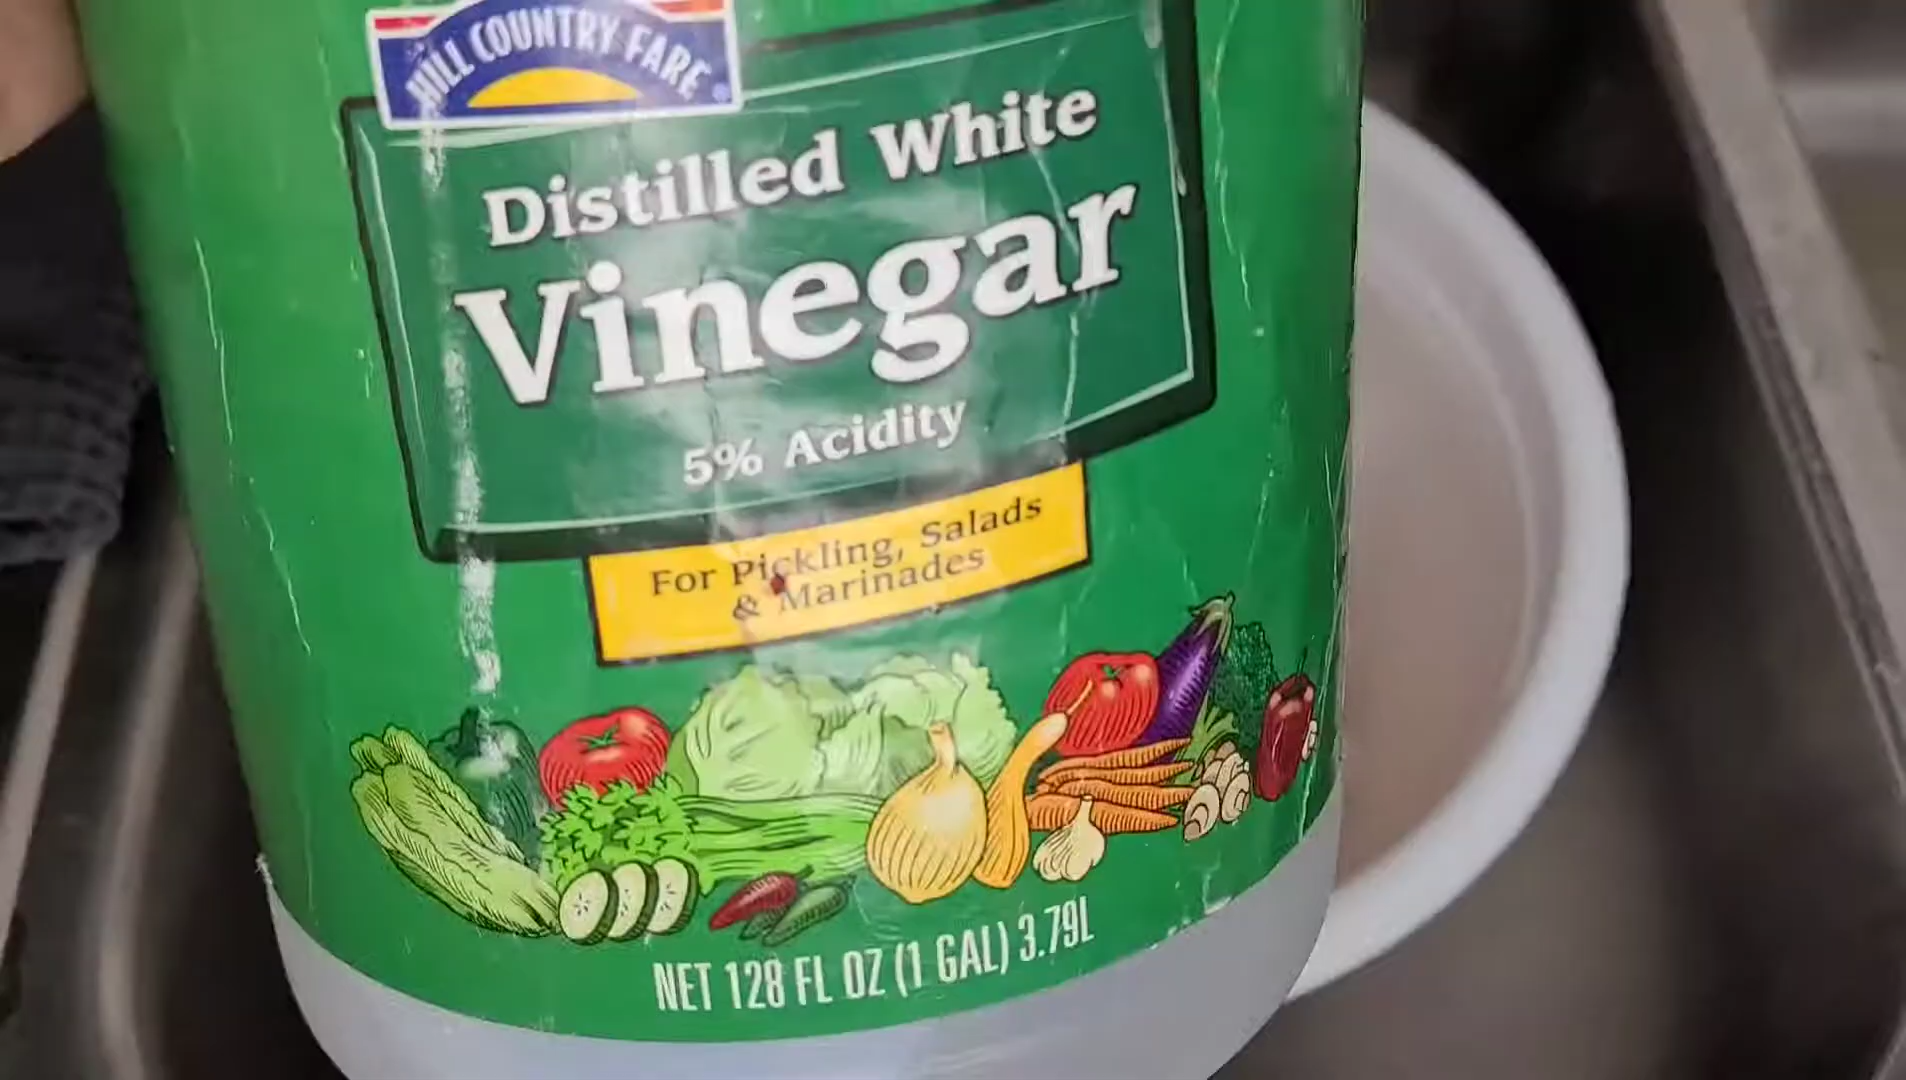 HILL COUNTRY FARE
Distilled White
Vinegar
5% Acidity
For Pickling, Salads
& Marinades
NET 128 FL OZ (1 GAL) 3.79L